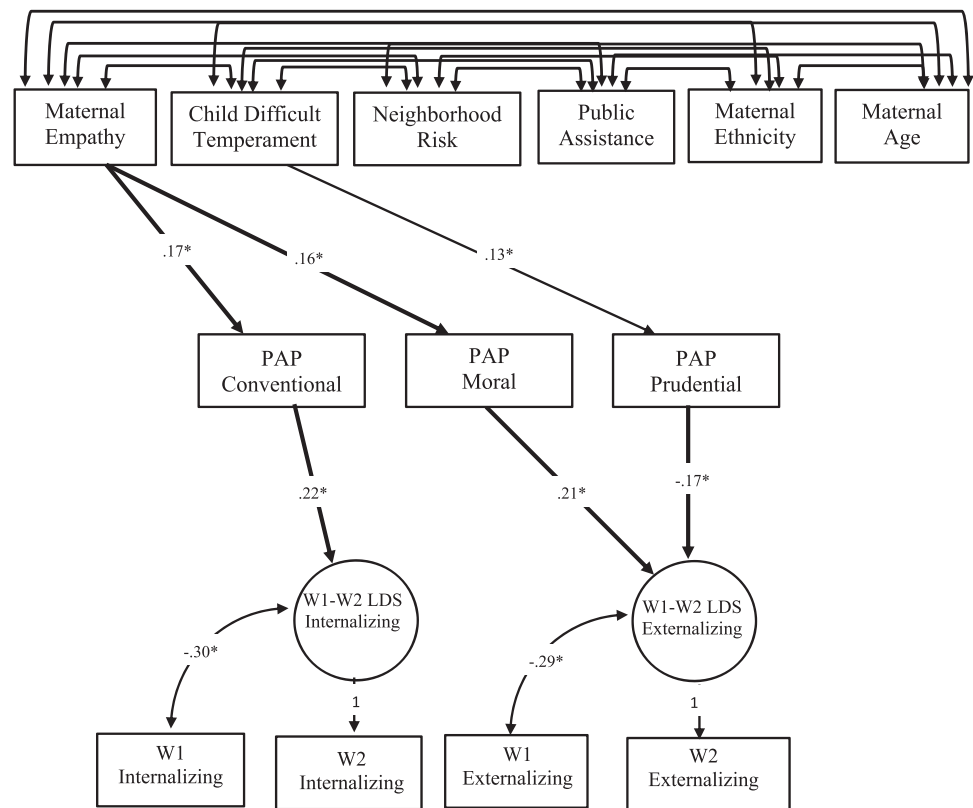 Maternal
Empathy
Child Difficult
Temperament
Neighborhood
Risk
Public
Assistance
Maternal
Ethnicity
Maternal
Age
.17*
.16*
.13*
PAP
Conventional
PAP
Moral
PAP
Prudential
.22*
.21*
-.17*
W1-W2 LDS
Internalizing
W1-W2 LDS
Externalizing
-.30*
-.29*
1
1
W1
Internalizing
W2
Internalizing
W1
Externalizing
W2
Externalizing